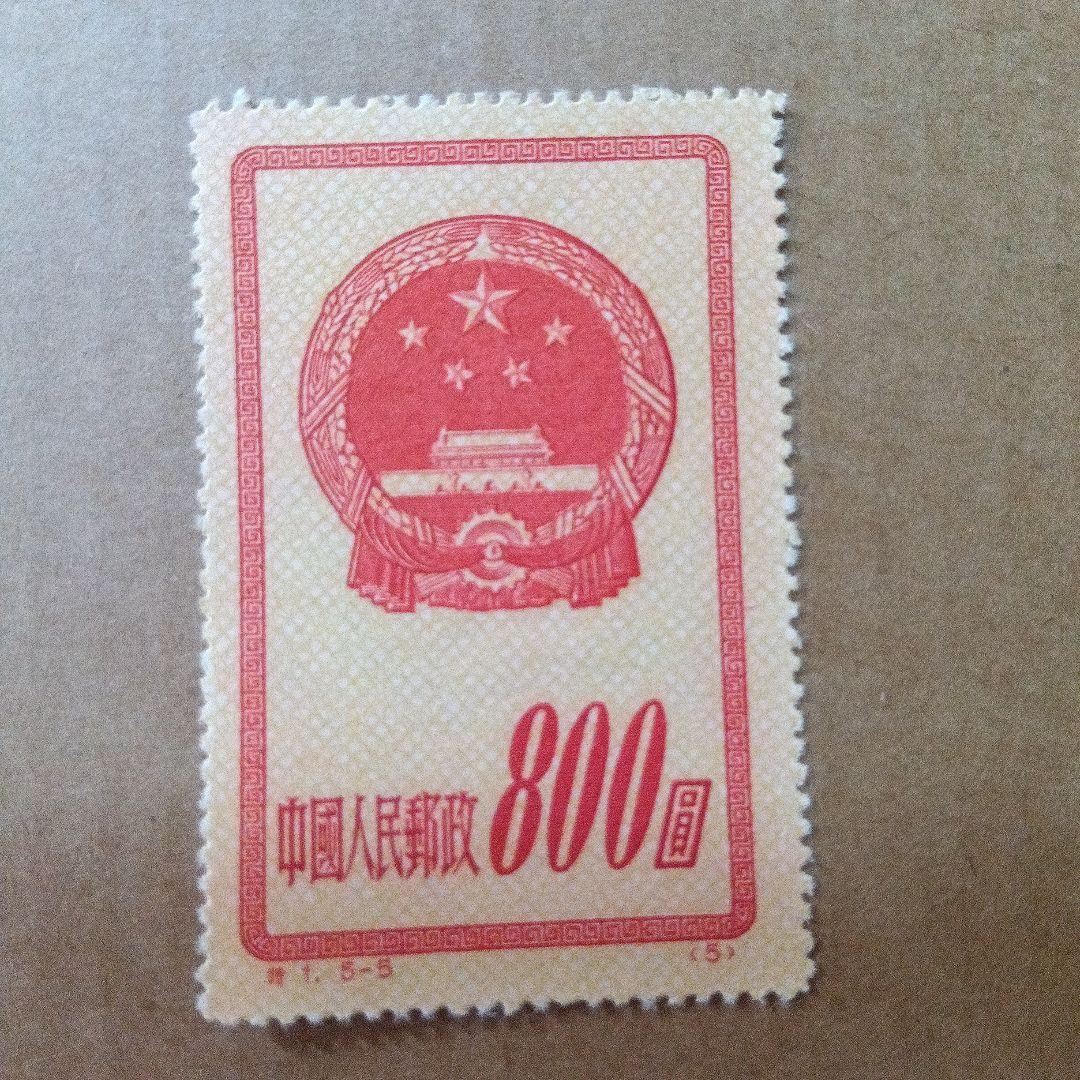 中國人民郵政 800 圓
特 1. 5-5 (5)